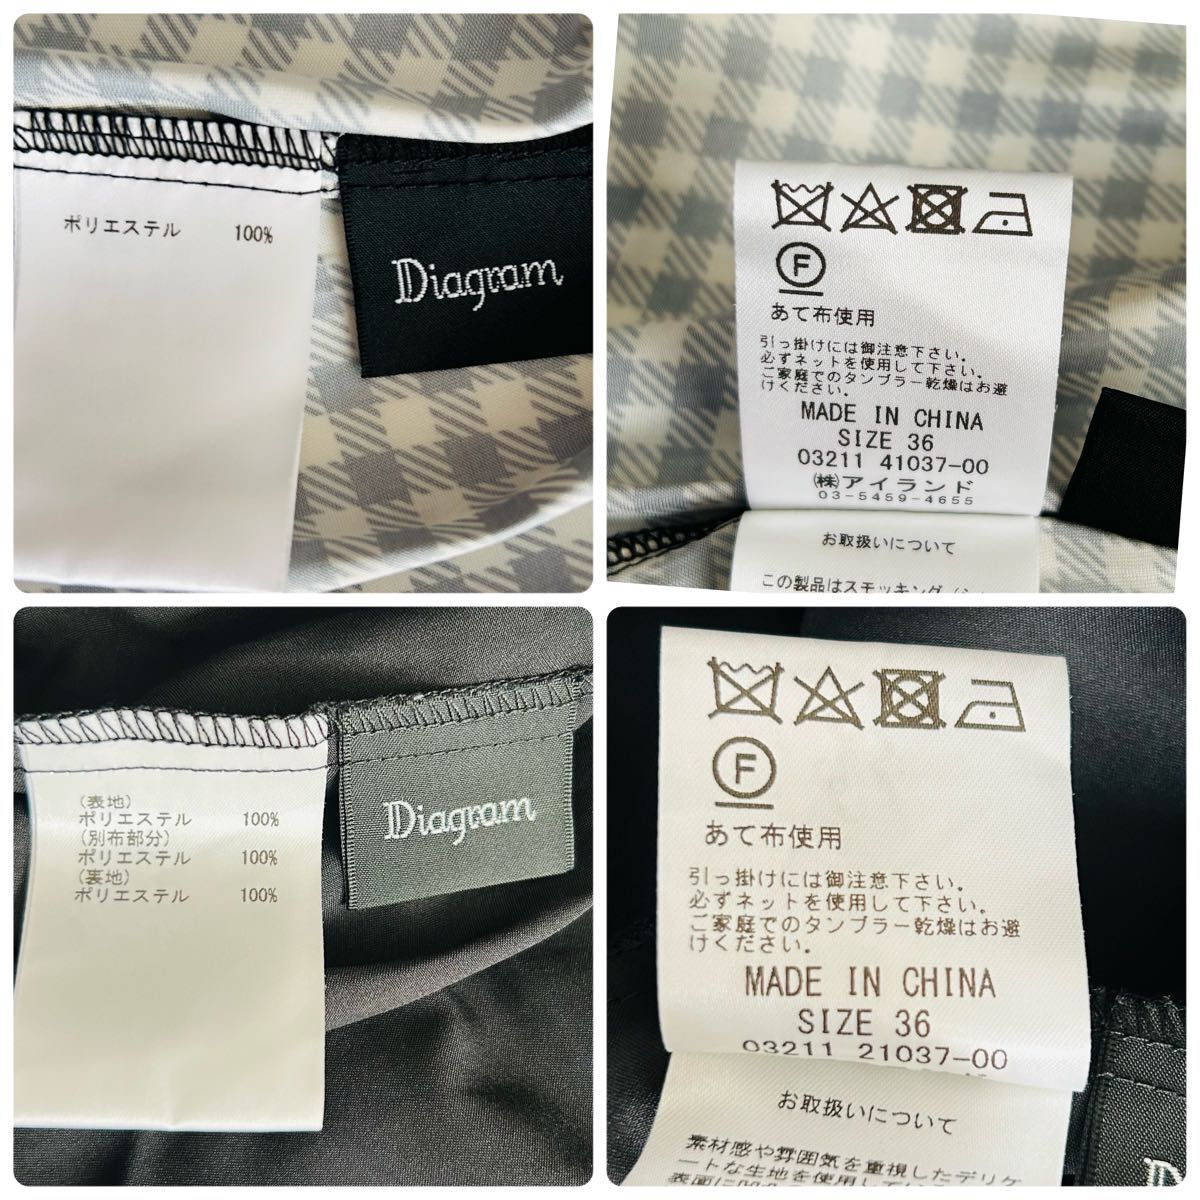 ポリエステル 100%
Diagram
F
あて布使用
引っ掛けには御注意下さい。
必ずネットを使用して下さい。
ご家庭でのタンブラー乾燥はお避
けください。
MADE IN CHINA
SIZE 36
03211 41037-00
㈱アイランド
03-5459-4655
お取扱いについて
この製品はスモッキング
(表地)
ポリエステル 100%
(別布部分)
ポリエステル 100%
(裏地)
ポリエステル 100%
Diagram
F
あて布使用
引っ掛けには御注意下さい。
必ずネットを使用して下さい。
ご家庭でのタンブラー乾燥はお避
けください。
MADE IN CHINA
SIZE 36
03211 21037-00
お取扱いについて
素材感や雰囲気を重視したデリケ
ートな生地を使用して
D